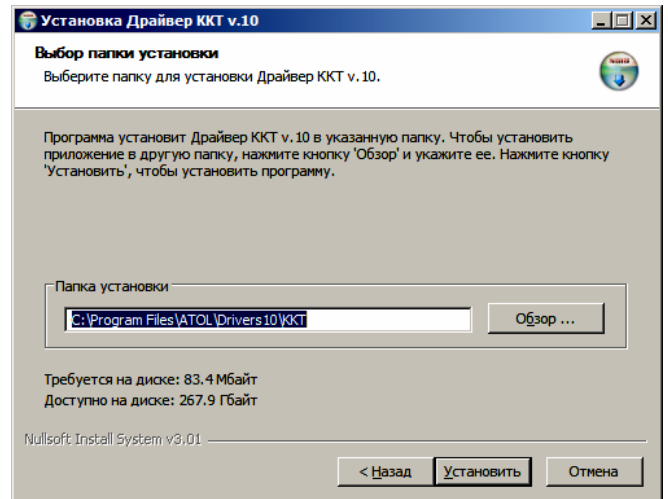 Установка Драйвер ККТ v.10
Выбор папки установки
Выберите папку для установки Драйвер ККТ v.10.
Программа установит Драйвер ККТ v.10 в указанную папку. Чтобы установить
приложение в другую папку, нажмите кнопку 'Обзор' и укажите ее. Нажмите кнопку
'Установить', чтобы установить программу.
Папка установки
C:\Program Files\ATOL\Drivers10\KKT
Обзор ...
Требуется на диске: 83.4 Мбайт
Доступно на диске: 267.9 Гбайт
Nullsoft Install System v3.01
< Назад
Установить
Отмена